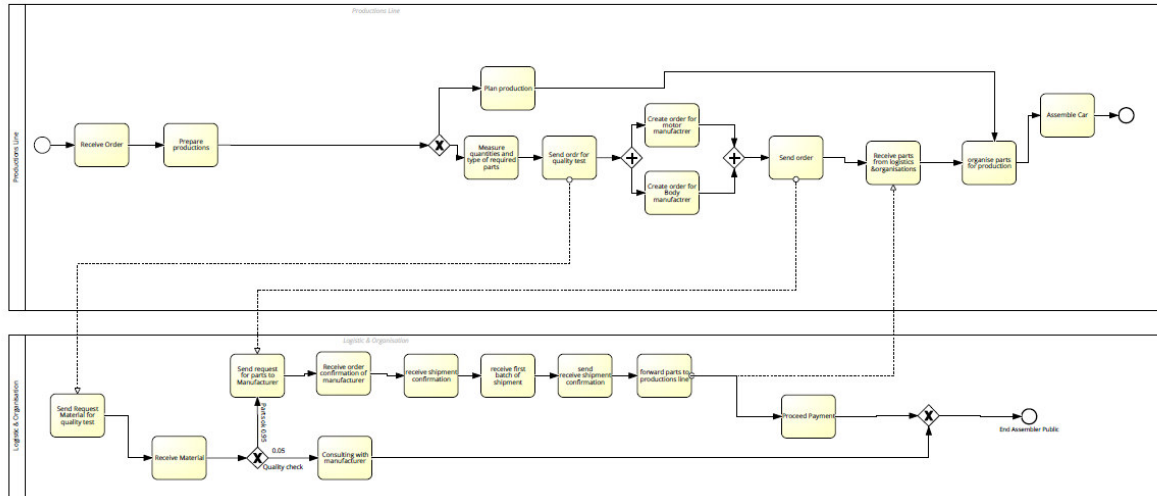 Productions Line
Productions Line
Plan production
Create order for
motor
manufactrer
Assemble Car
Receive Order
Prepare
productions
Measure
quantities and
type of required
parts
Send ordr for
quality test
Send order
Receive parts
from logistics
&organisations
organise parts
for production
Create order for
Body
manufactrer
Logistic & Organisation
Logistic & Organisation
Send request
for parts to
Manufacturer
Receive order
confirmation of
manufacturer
receive shipment
confirmation
receive first
batch of
shipment
send
receive shipment
confirmation
forward parts to
productions line
Send Request
Material for
quality test
Parts ok 0.95
Proceed Payment
End Assembler Public
Receive Material
0.05
Quality check
Consulting with
manufacturer